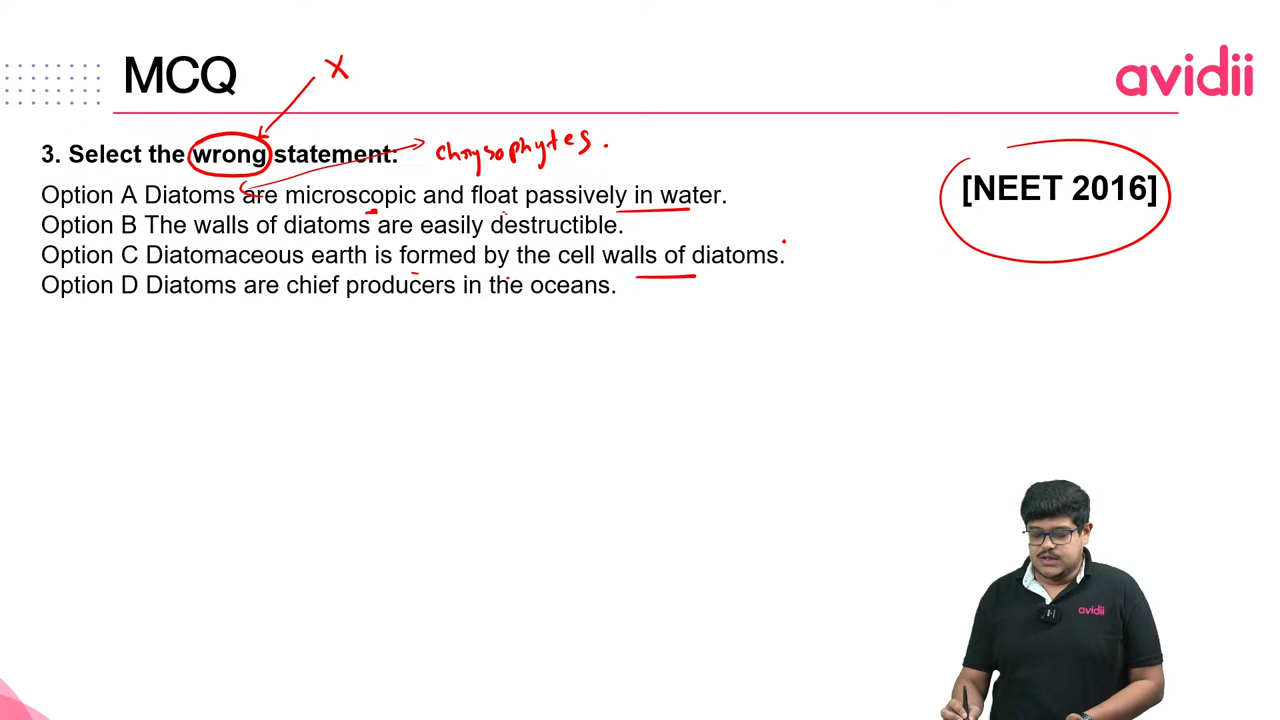 MCQ
x
avidii
3. Select the wrong statement:
chrysophytes.
[NEET 2016]
Option A Diatoms are microscopic and float passively in water.
Option B The walls of diatoms are easily destructible.
Option C Diatomaceous earth is formed by the cell walls of diatoms.
Option D Diatoms are chief producers in the oceans.
avidii